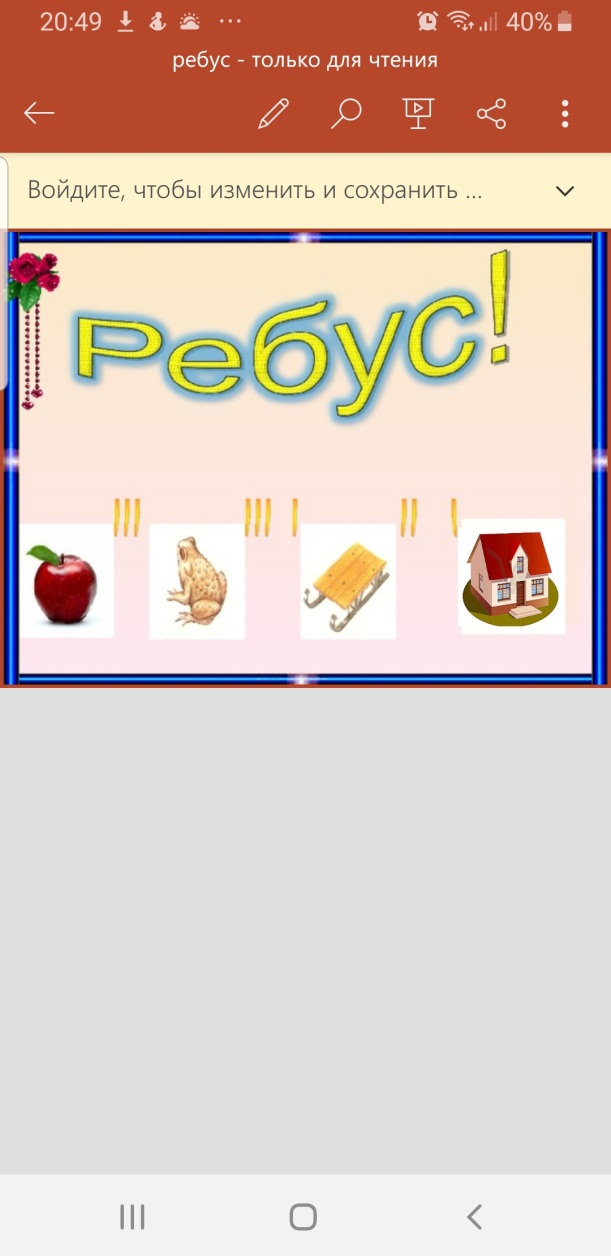 20:49 ... 40%
ребус - только для чтения
Войдите, чтобы изменить и сохранить ...
Ребус!
''' ''' ' '' '